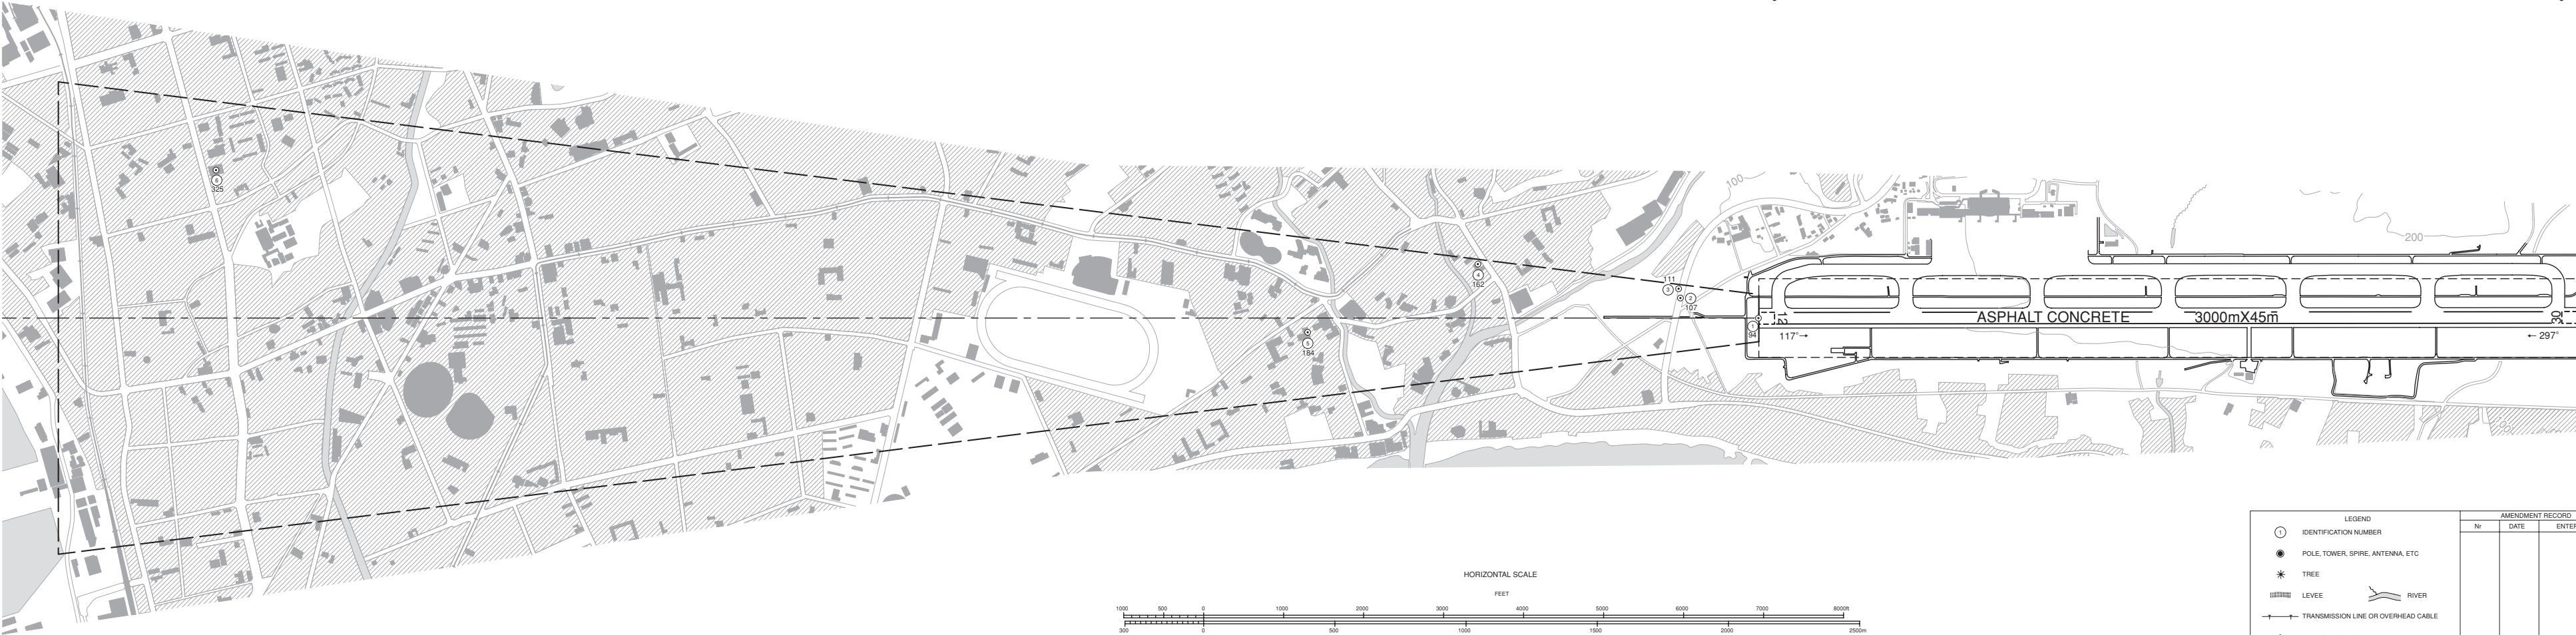 100
200
6
325
4
162
111
3
2
107
1
94
5
184
12
ASPHALT CONCRETE 3000mX45m
30
117°→
← 297°
HORIZONTAL SCALE
FEET
1000 500 0 1000 2000 3000 4000 5000 6000 7000 8000ft
300 0 500 1000 1500 2000 2500m
LEGEND
1 IDENTIFICATION NUMBER
POLE, TOWER, SPIRE, ANTENNA, ETC
TREE
LEVEE RIVER
TRANSMISSION LINE OR OVERHEAD CABLE
AMENDMENT RECORD
Nr DATE ENTER